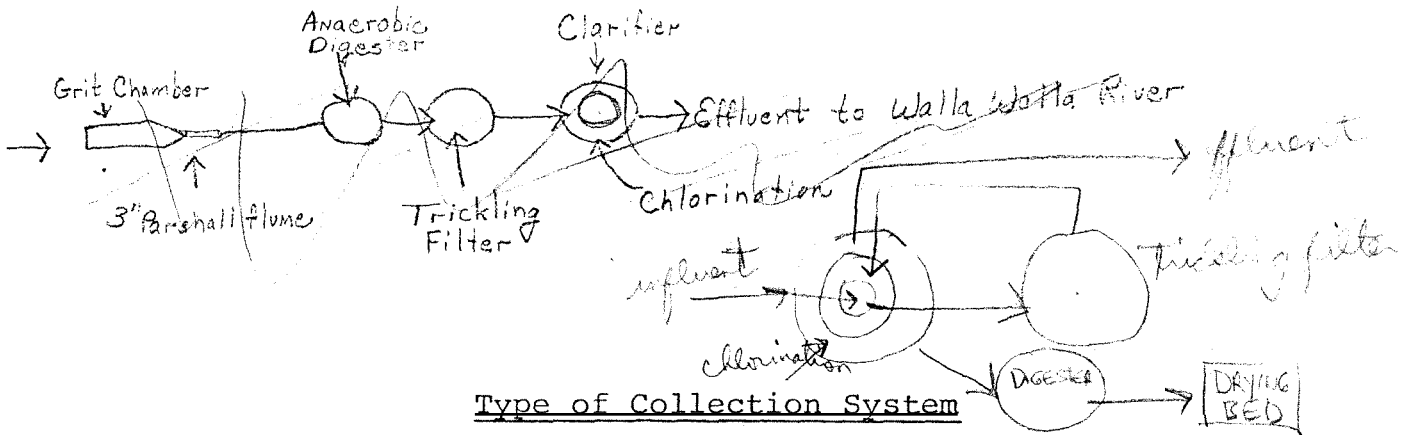 Anaerobic
Digester
Clarifier
Grit Chamber
Effluent to Walla Walla River
3" Parshall flume
Trickling
Filter
Chlorination
effluent
influent
Trickling filter
chlorination
DIGESTER
DRYING
BED
Type of Collection System